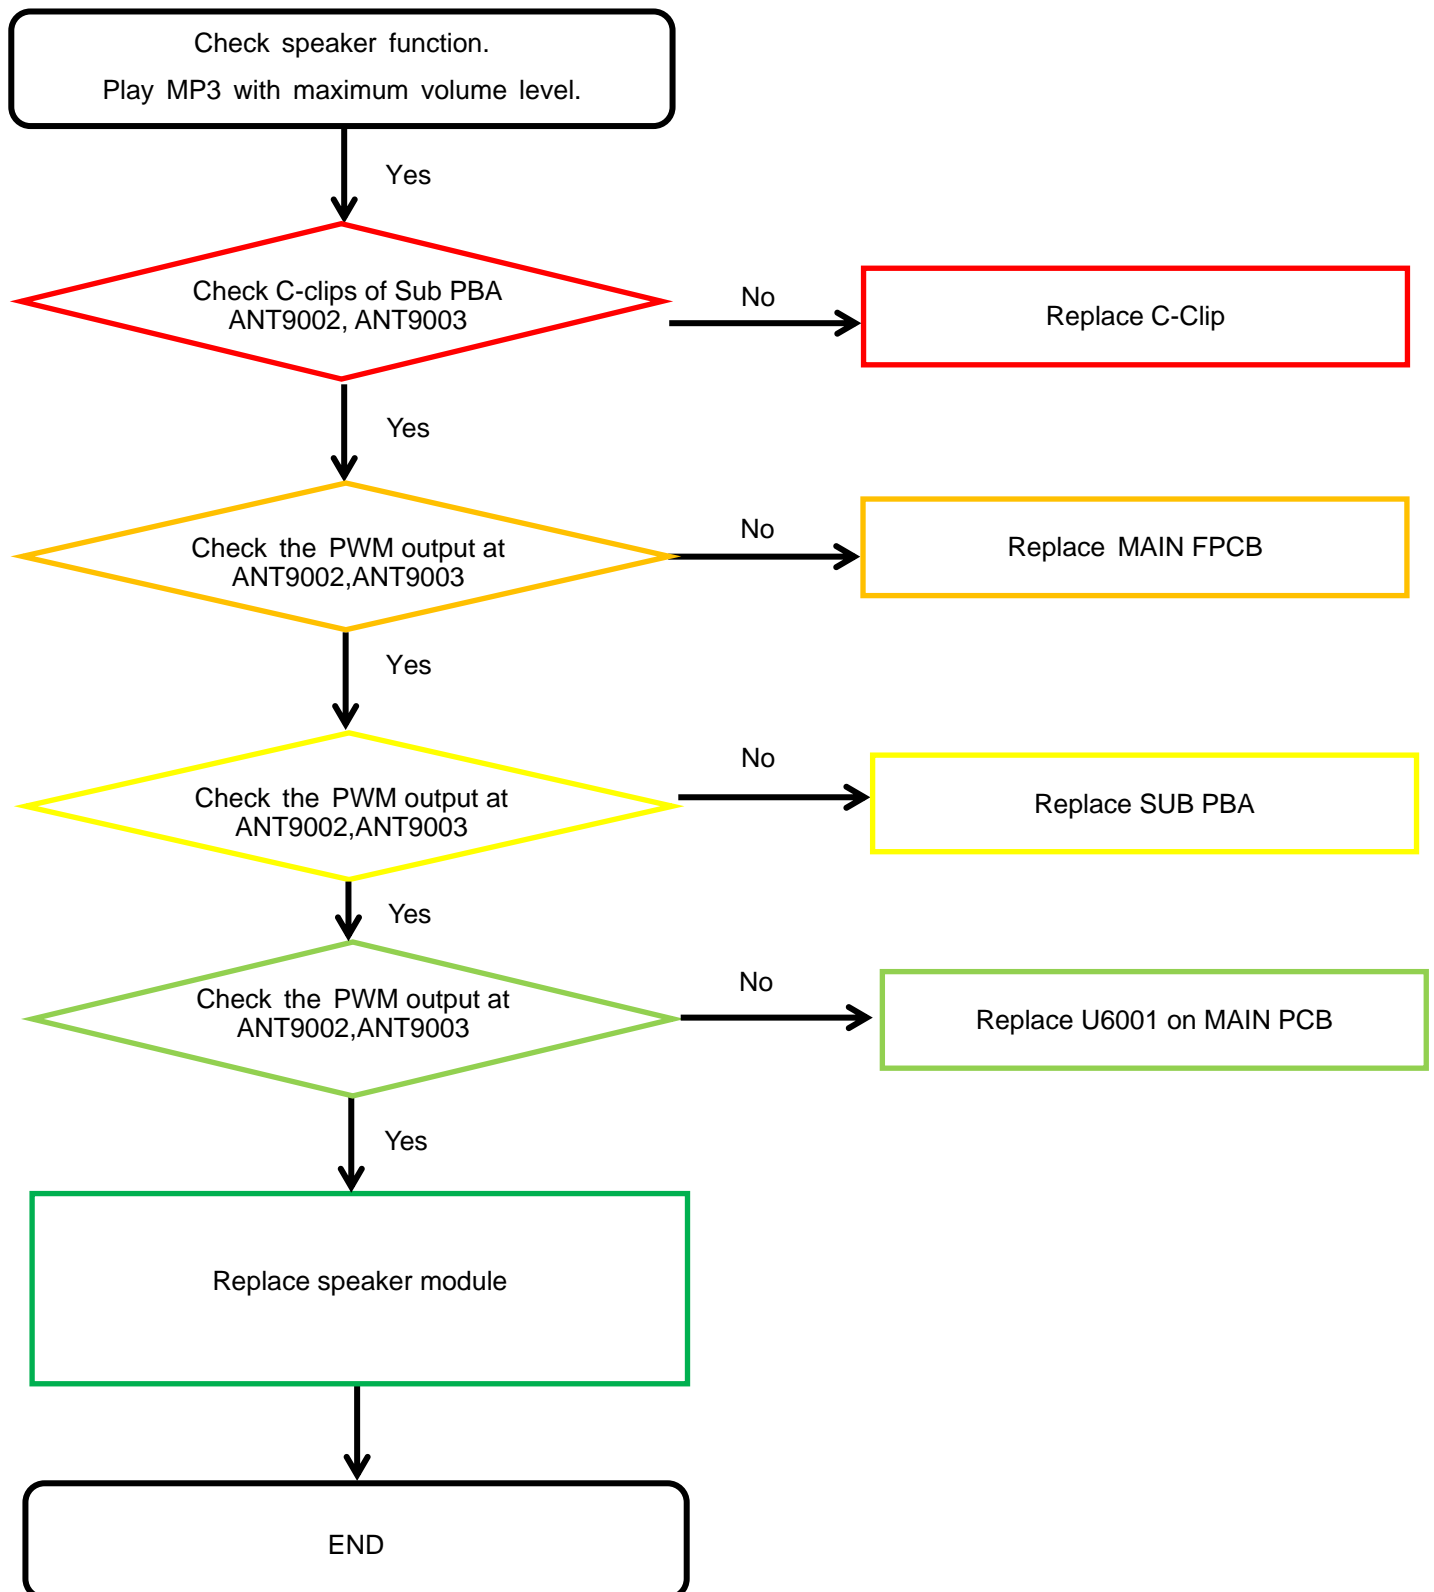 Check speaker function.
Play MP3 with maximum volume level.
Yes
Check C-clips of Sub PBA
ANT9002, ANT9003
No
Replace C-Clip
Yes
Check the PWM output at
ANT9002,ANT9003
No
Replace MAIN FPCB
Yes
Check the PWM output at
ANT9002,ANT9003
No
Replace SUB PBA
Yes
Check the PWM output at
ANT9002,ANT9003
No
Replace U6001 on MAIN PCB
Yes
Replace speaker module
END